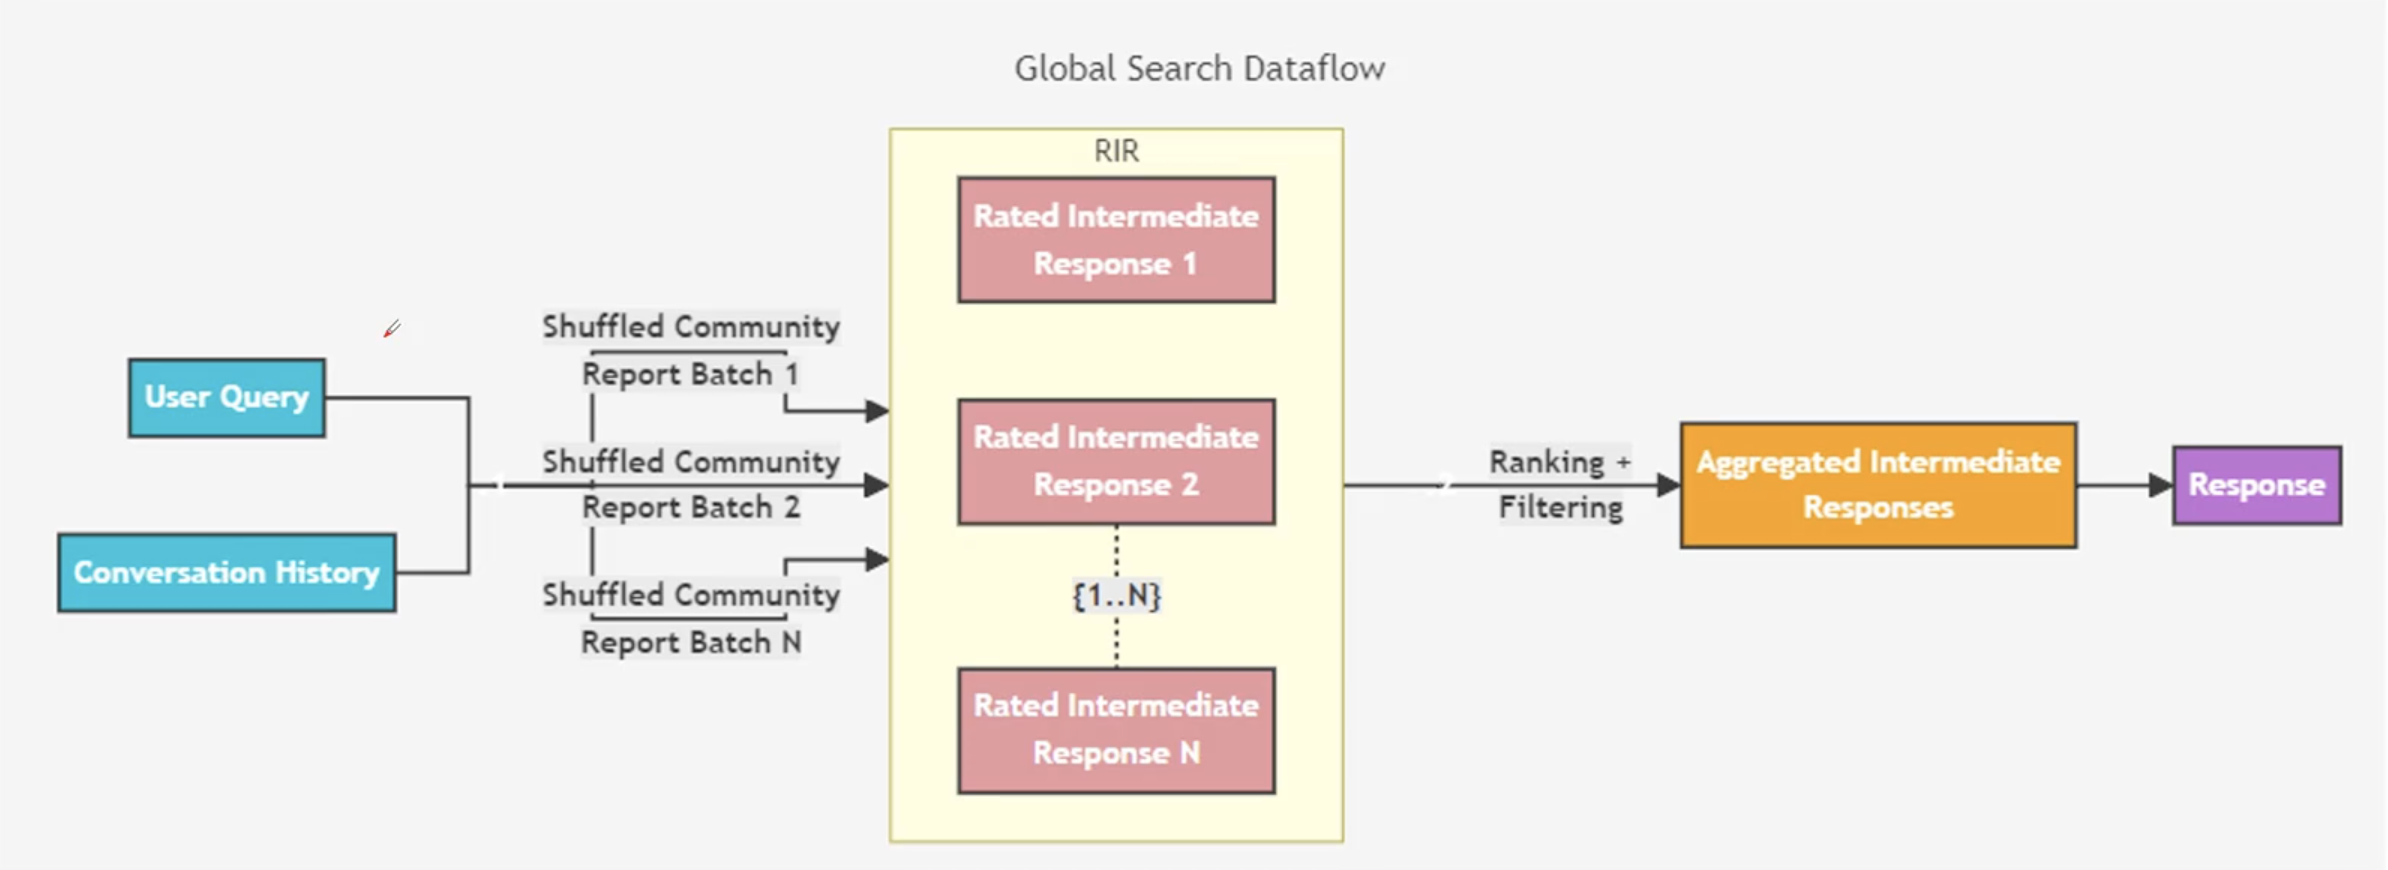 Global Search Dataflow
RIR
Rated Intermediate
Response 1
Shuffled Community
Report Batch 1
User Query
Shuffled Community
Report Batch 2
Rated Intermediate
Response 2
Ranking +
Filtering
Aggregated Intermediate
Responses
Response
Conversation History
Shuffled Community
Report Batch N
{1..N}
Rated Intermediate
Response N